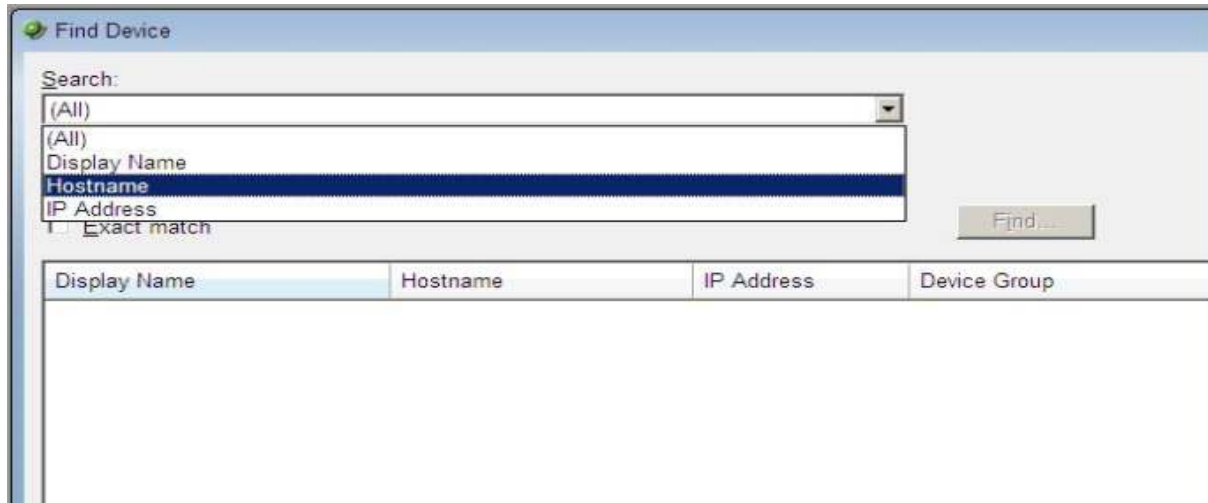 Find Device
Search:
(All)
(All)
Display Name
Hostname
IP Address
Exact match
Find...
Display Name Hostname IP Address Device Group